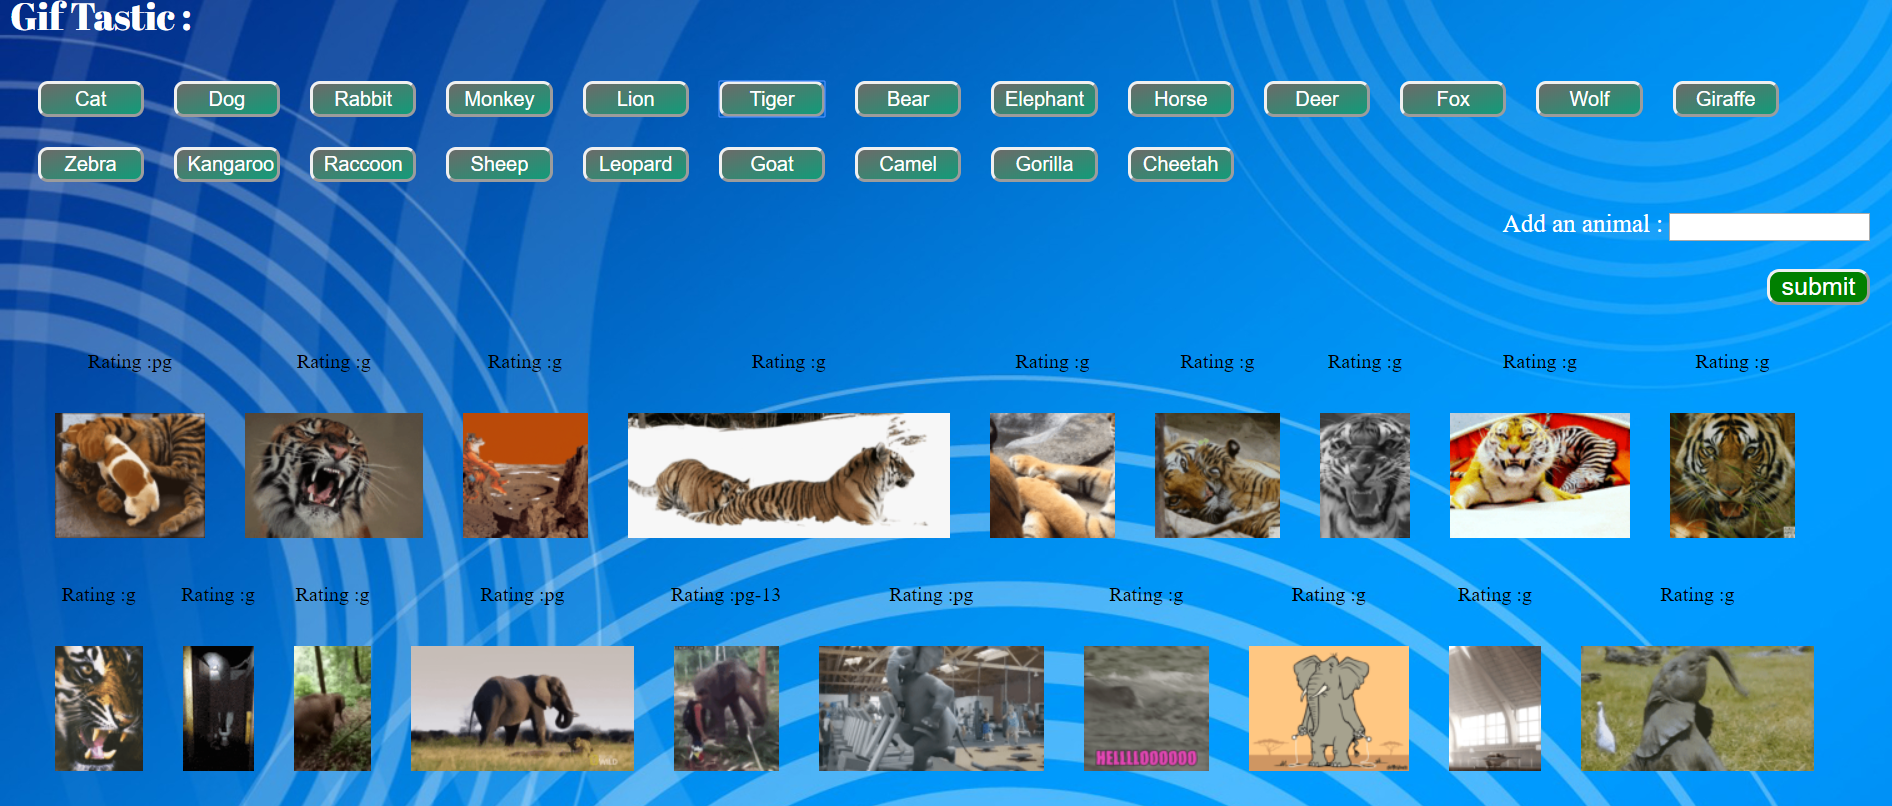 Gif Tastic :
Cat Dog Rabbit Monkey Lion Tiger Bear Elephant Horse Deer Fox Wolf Giraffe
Zebra Kangaroo Raccoon Sheep Leopard Goat Camel Gorilla Cheetah
Add an animal :
submit
Rating :pg Rating :g Rating :g Rating :g Rating :g Rating :g Rating :g Rating :g Rating :g
Rating :g Rating :g Rating :g Rating :pg Rating :pg-13 Rating :pg Rating :g Rating :g Rating :g Rating :g
WILD
HELLLLOOOOOO